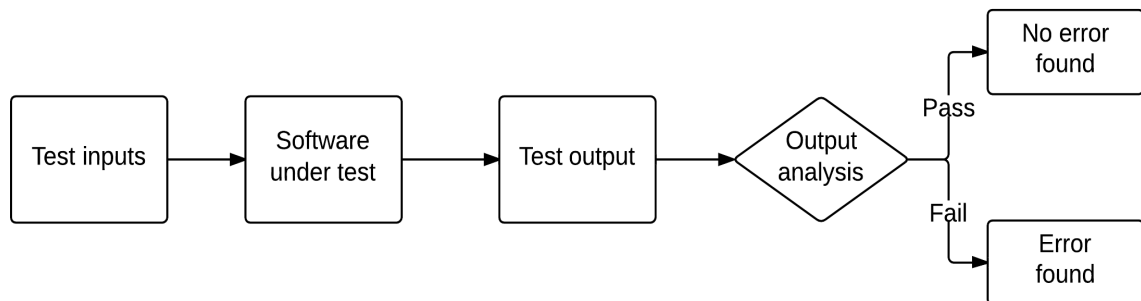 Test inputs
Software
under test
Test output
Output
analysis
Pass
No error
found
Fail
Error
found